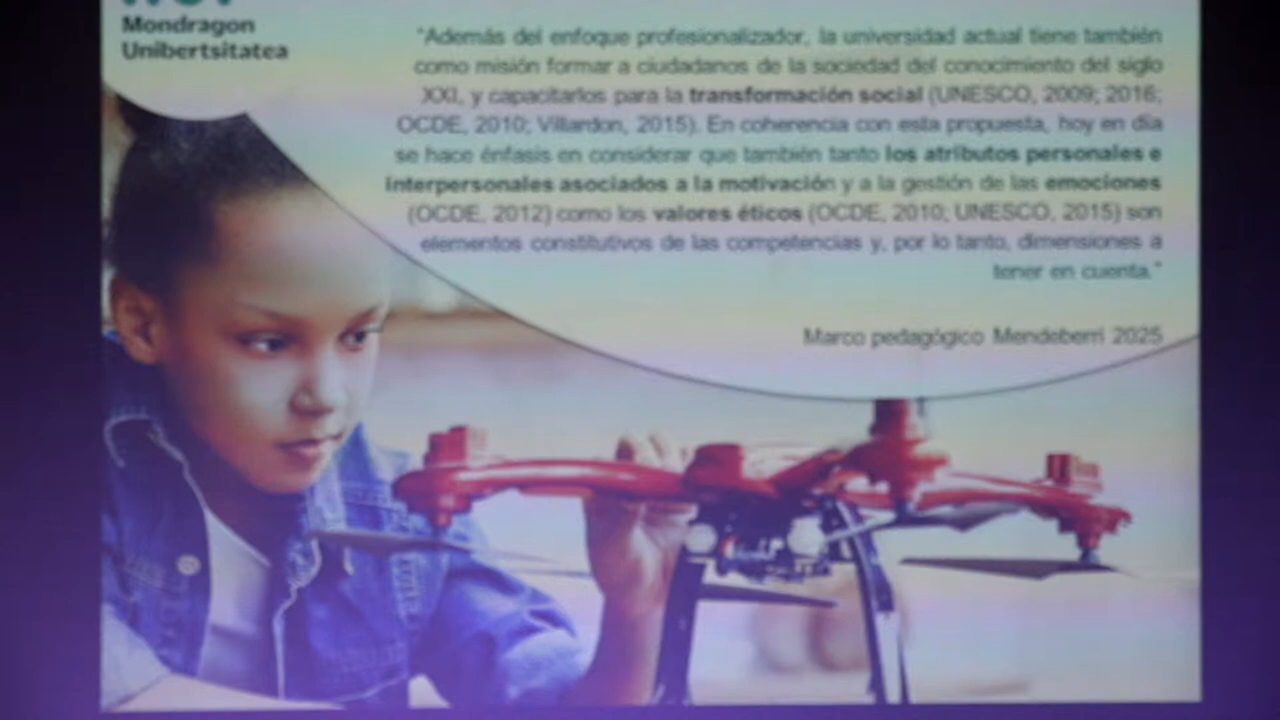 Mondragon
Unibertsitatea
"Además del enfoque profesionalizador, la universidad actual tiene también
como misión formar a ciudadanos de la sociedad del conocimiento del siglo
XXI, y capacitarlos para la transformación social (UNESCO, 2009; 2016;
OCDE, 2010; Villardon, 2015). En coherencia con esta propuesta, hoy en día
se hace énfasis en considerar que también tanto los atributos personales e
interpersonales asociados a la motivación y a la gestión de las emociones
(OCDE, 2012) como los valores éticos (OCDE, 2010; UNESCO, 2015) son
elementos constitutivos de las competencias y, por lo tanto, dimensiones a
tener en cuenta."
Marco pedagógico Mendeberri 2025